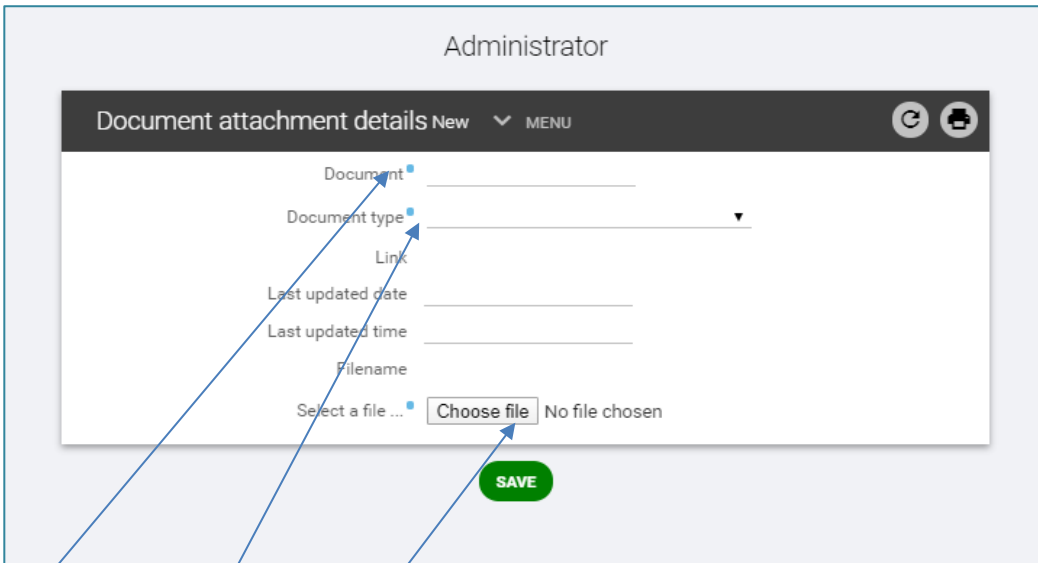 Administrator
Document attachment details New MENU
Document
Document type
Link
Last updated date
Last updated time
Filename
Select a file ... Choose file No file chosen
SAVE